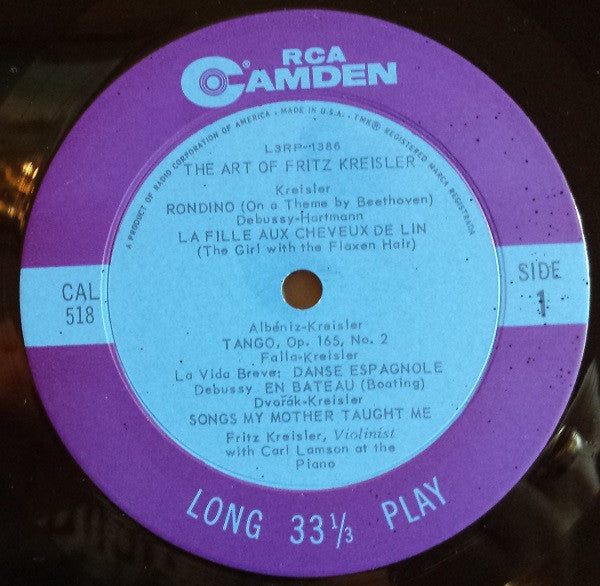 RCA
CAMDEN
A PRODUCT OF RADIO CORPORATION OF AMERICA • MADE IN U.S.A. • TMK® REGISTERED MARCA REGISTRADA
L3RP-1386
THE ART OF FRITZ KREISLER
Kreisler
RONDINO (On a Theme by Beethoven)
Debussy-Hartmann
LA FILLE AUX CHEVEUX DE LIN
(The Girl with the Flaxen Hair)
CAL
518
SIDE
1
Albéniz-Kreisler
TANGO, Op. 165, No. 2
Falla-Kreisler
La Vida Breve: DANSE ESPAGNOLE
Debussy EN BATEAU (Boating)
Dvořák-Kreisler
SONGS MY MOTHER TAUGHT ME
Fritz Kreisler, Violinist
with Carl Lamson at the
Piano
LONG 33 1/3 PLAY